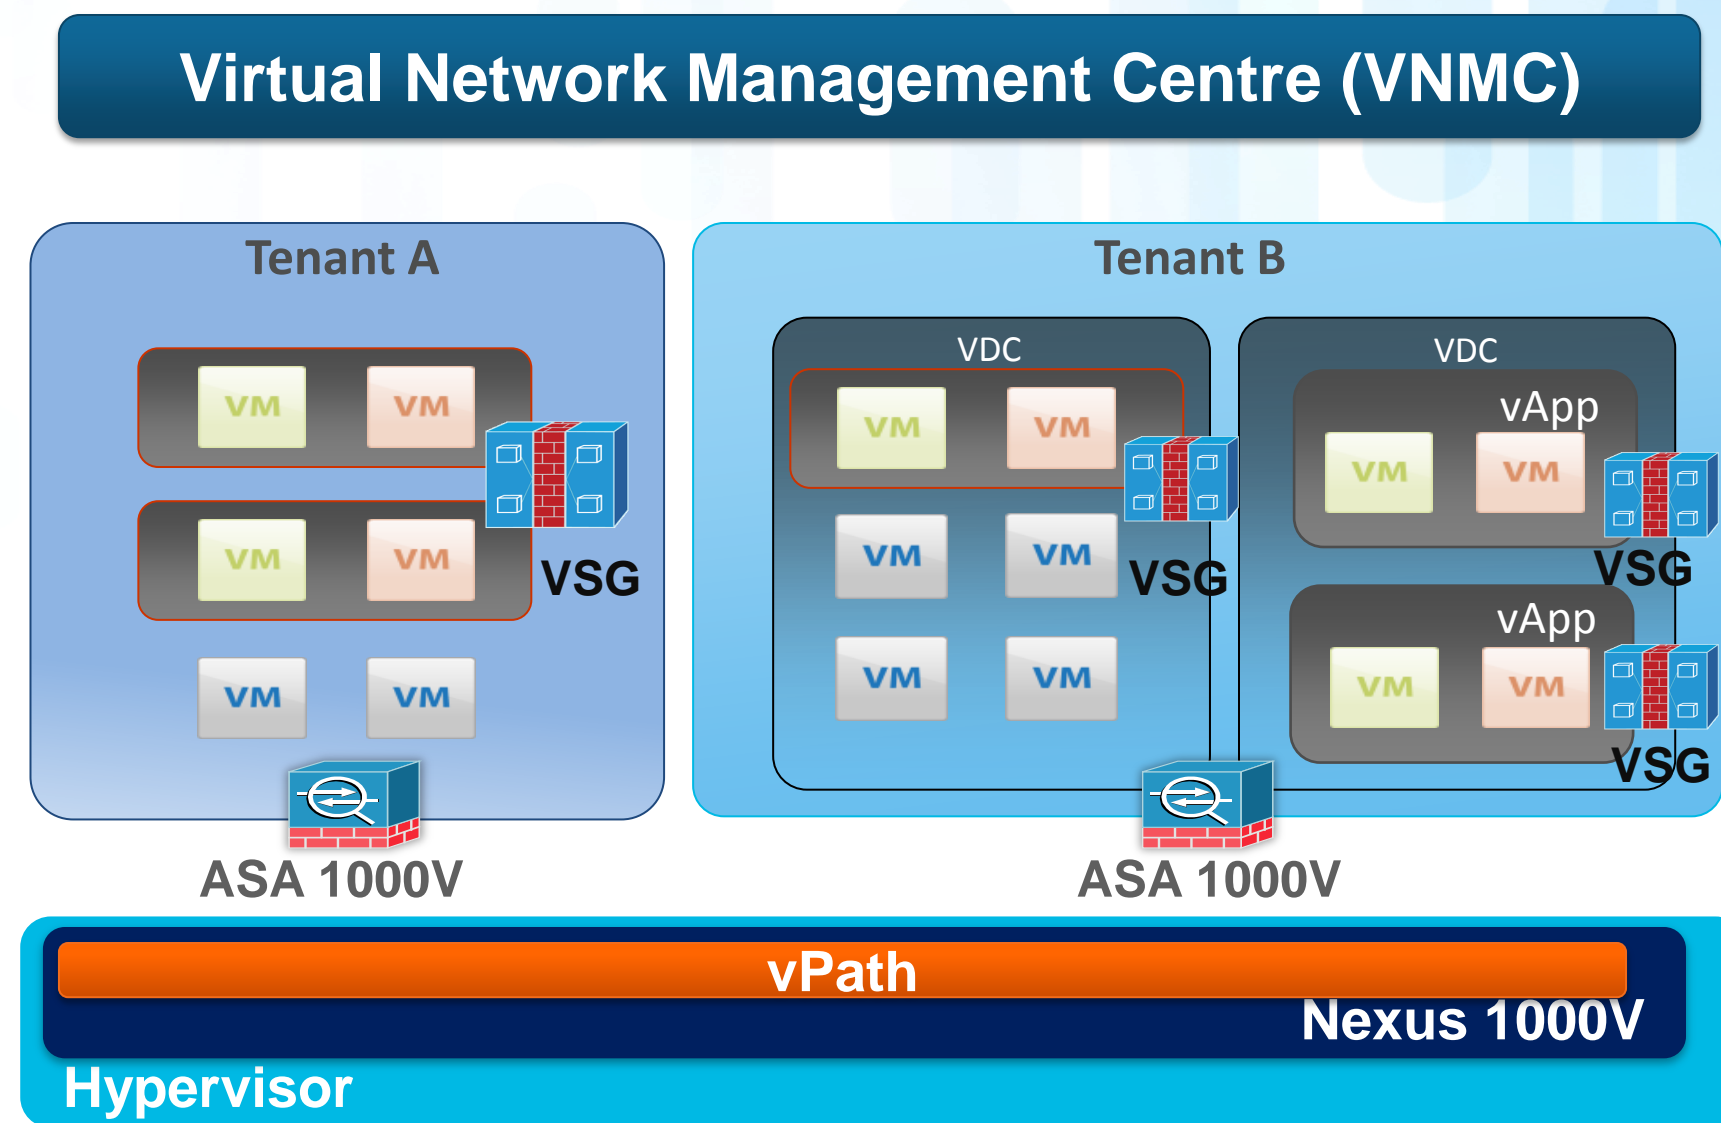 Virtual Network Management Centre (VNMC)
Tenant A
VM VM
VM VM
VSG
VM VM
ASA 1000V
Tenant B
VDC
VM VM
VSG
VM VM
VM VM
VDC
vApp
VM VM
VSG
vApp
VM VM
VSG
ASA 1000V
vPath
Nexus 1000V
Hypervisor